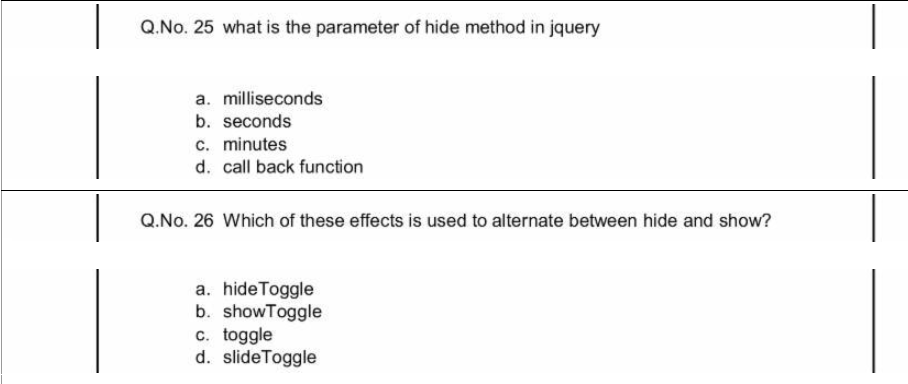 Q.No. 25 what is the parameter of hide method in jquery
a. milliseconds
b. seconds
c. minutes
d. call back function
Q.No. 26 Which of these effects is used to alternate between hide and show?
a. hideToggle
b. showToggle
c. toggle
d. slideToggle